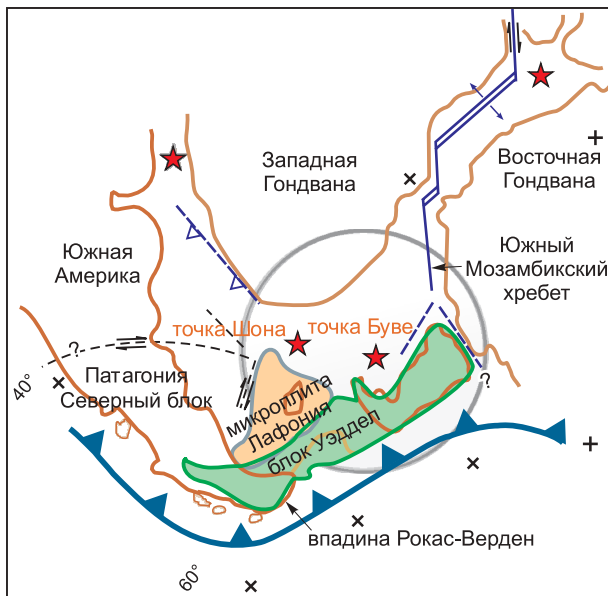 Западная
Гондвана
Восточная
Гондвана
Южная
Америка
Южный
Мозамбикский
хребет
точка Шона
точка Буве
?
40°
Патагония
Северный блок
микроплита
Лафония
блок Уэддел
?
впадина Рокас-Верден
60°